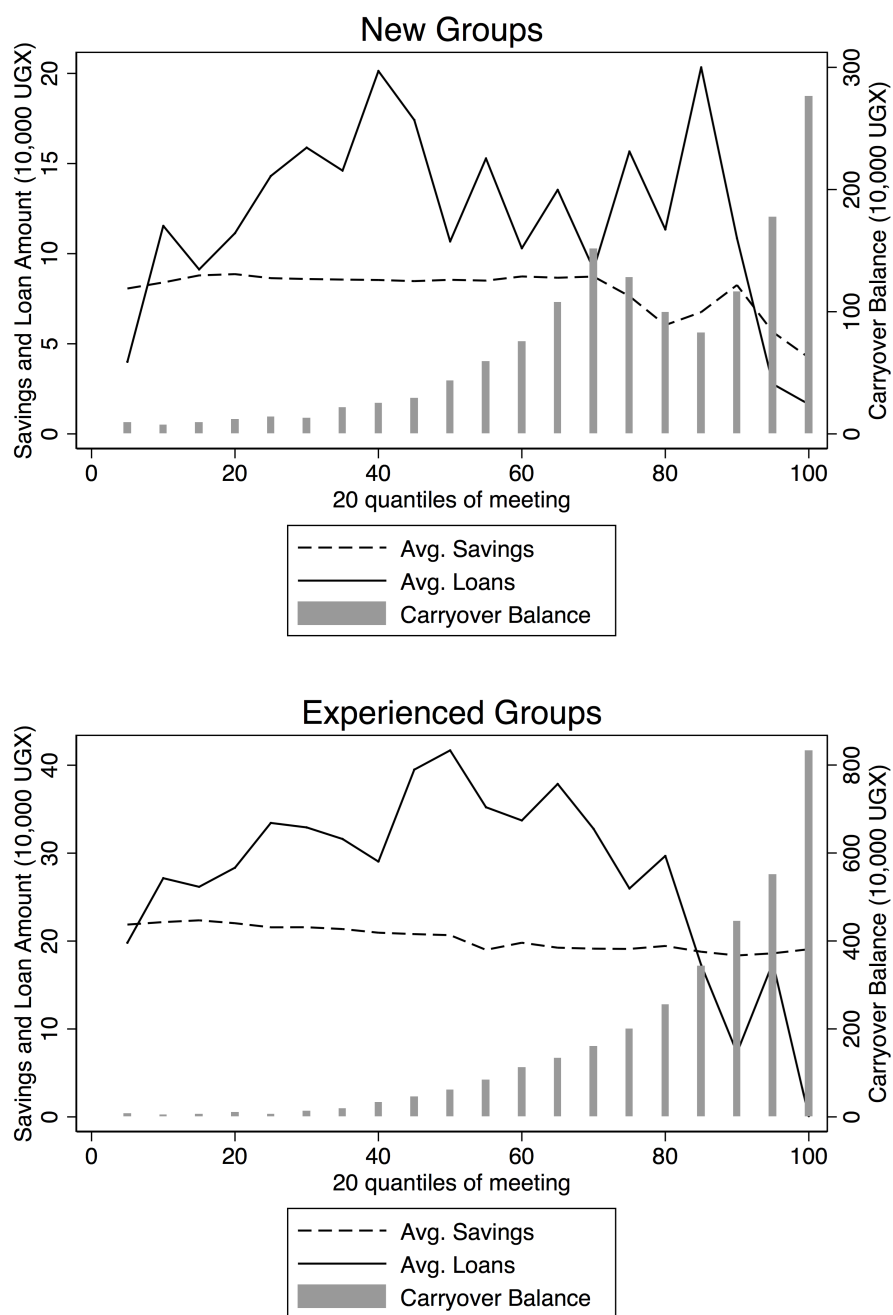 New Groups
Savings and Loan Amount (10,000 UGX)
20
15
10
5
0
300
200
100
0
Carryover Balance (10,000 UGX)
0 20 40 60 80 100
20 quantiles of meeting
Avg. Savings
Avg. Loans
Carryover Balance
Experienced Groups
Savings and Loan Amount (10,000 UGX)
40
30
20
10
0
800
600
400
200
0
Carryover Balance (10,000 UGX)
0 20 40 60 80 100
20 quantiles of meeting
Avg. Savings
Avg. Loans
Carryover Balance